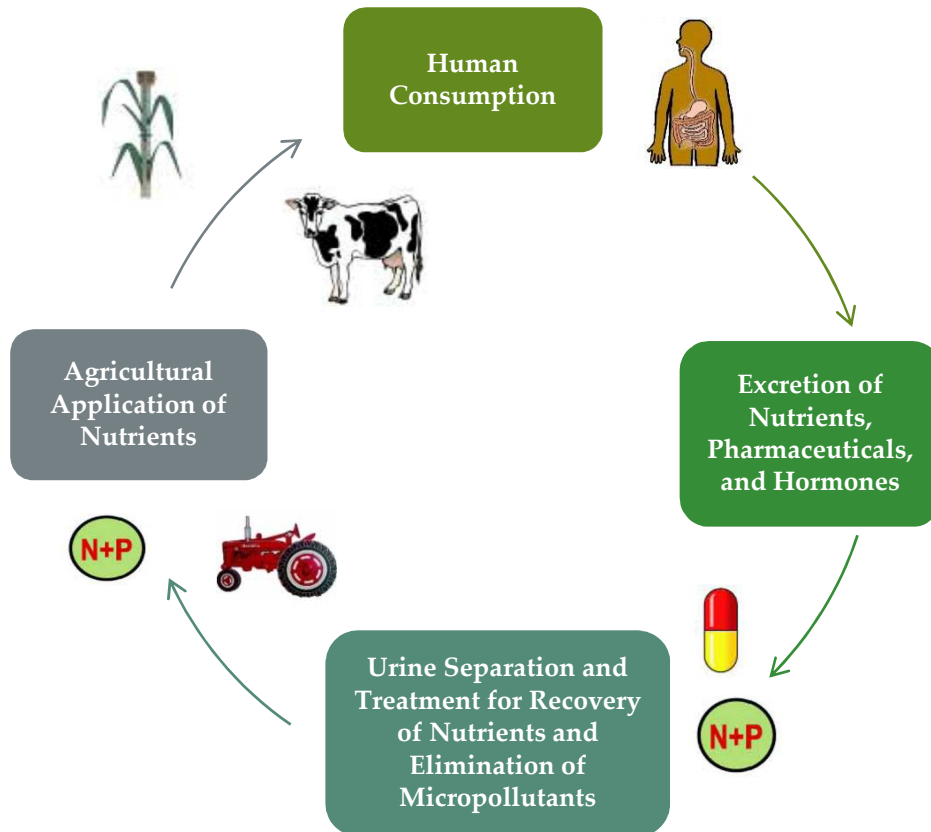 Human
Consumption
Excretion of
Nutrients,
Pharmaceuticals,
and Hormones
N+P
Urine Separation and
Treatment for Recovery
of Nutrients and
Elimination of
Micropollutants
N+P
Agricultural
Application of
Nutrients